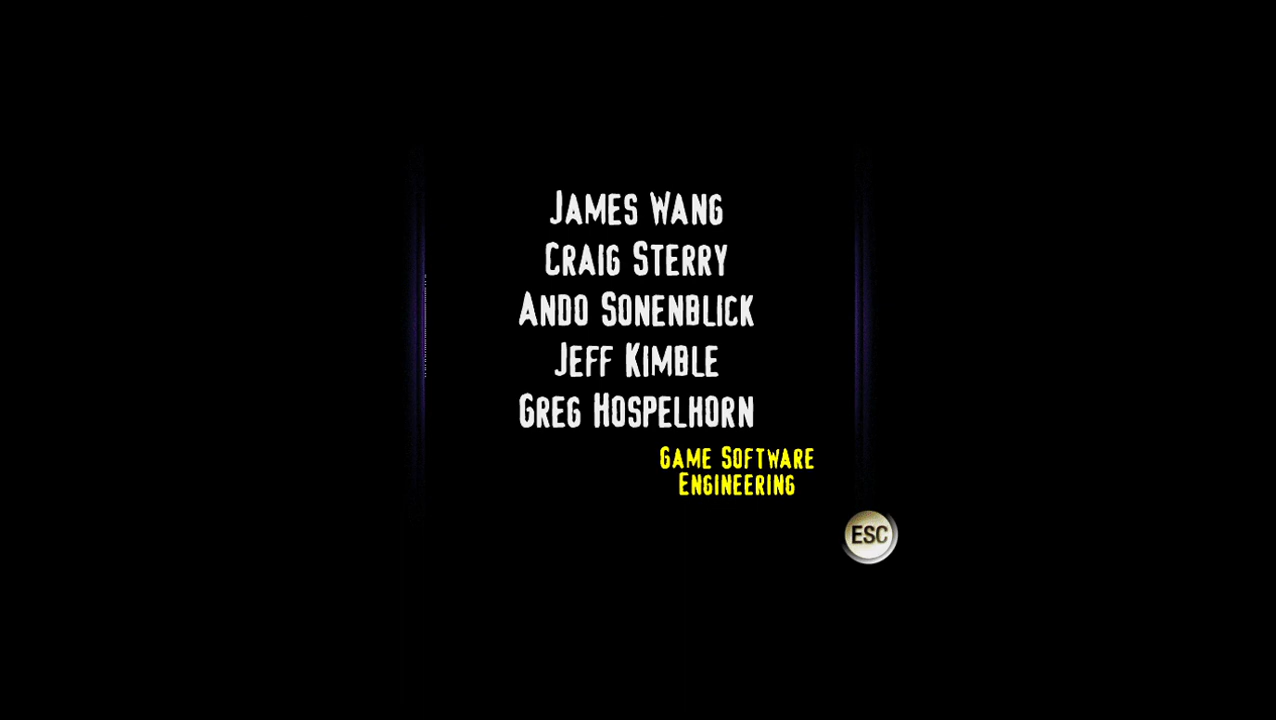 James Wang
Craig Sterry
Ando Sonenblick
Jeff Kimble
Greg Hospelhorn
Game Software
Engineering
ESC